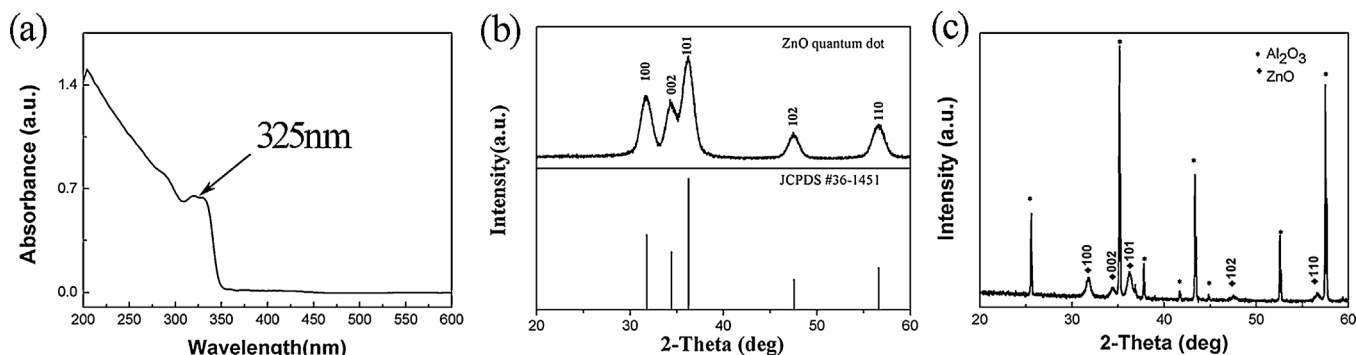 (a)
Absorbance (a.u.)
1.4
0.7
0.0
325nm
200 250 300 350 400 450 500 550 600
Wavelength(nm)
(b)
Intensity(a.u.)
ZnO quantum dot
100
002
101
102
110
JCPDS #36-1451
20 30 40 50 60
2-Theta (deg)
(c)
Intensity (a.u.)
* Al₂O₃
♦ ZnO
* * * * * * * *
♦100
♦002
♦101
♦102
♦110
20 30 40 50 60
2-Theta (deg)